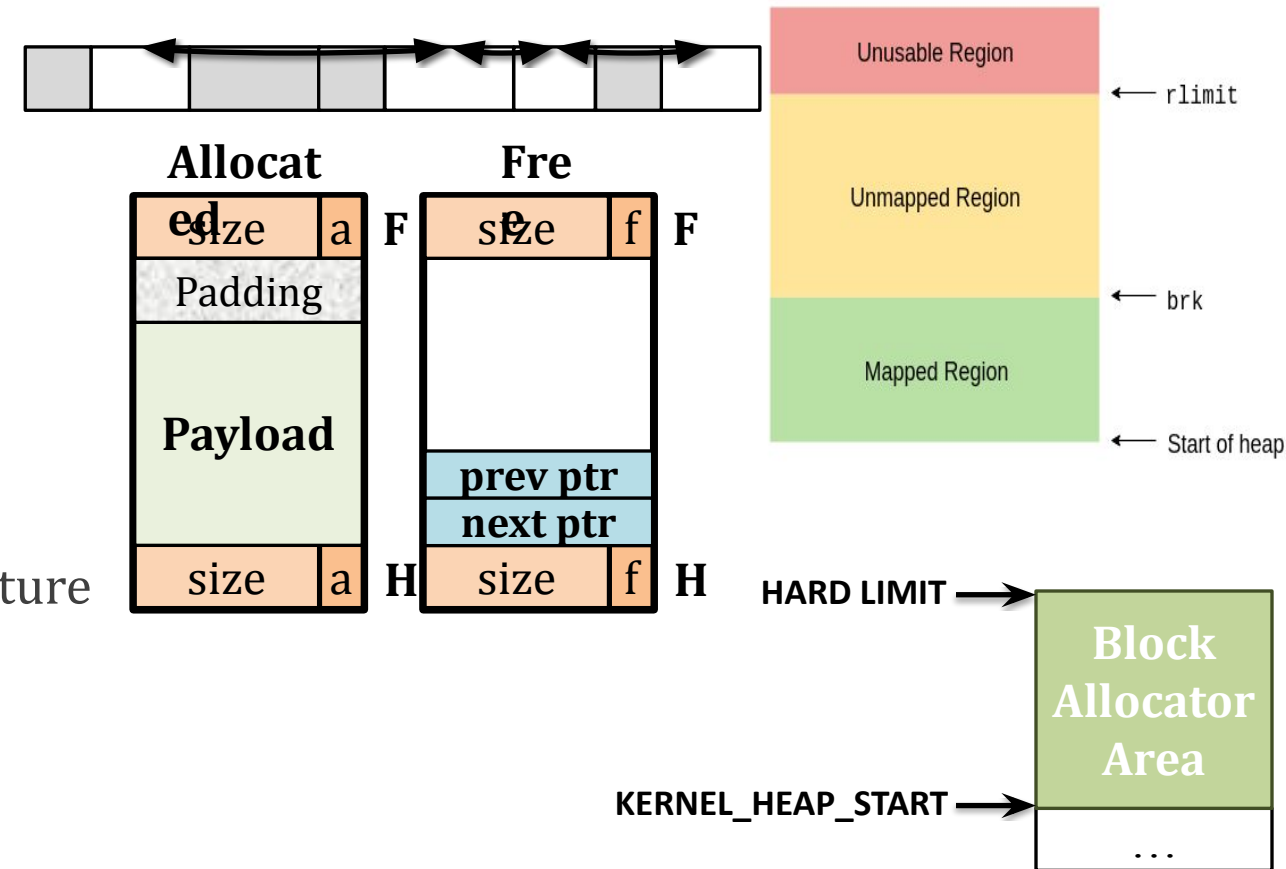 Unusable Region
rlimit
Unmapped Region
brk
Mapped Region
Start of heap
Allocat
ed
Fre
e
size a F
size f F
Padding
Payload
prev ptr
next ptr
size a H
size f H
ture
HARD LIMIT
Block
Allocator
Area
KERNEL_HEAP_START
...